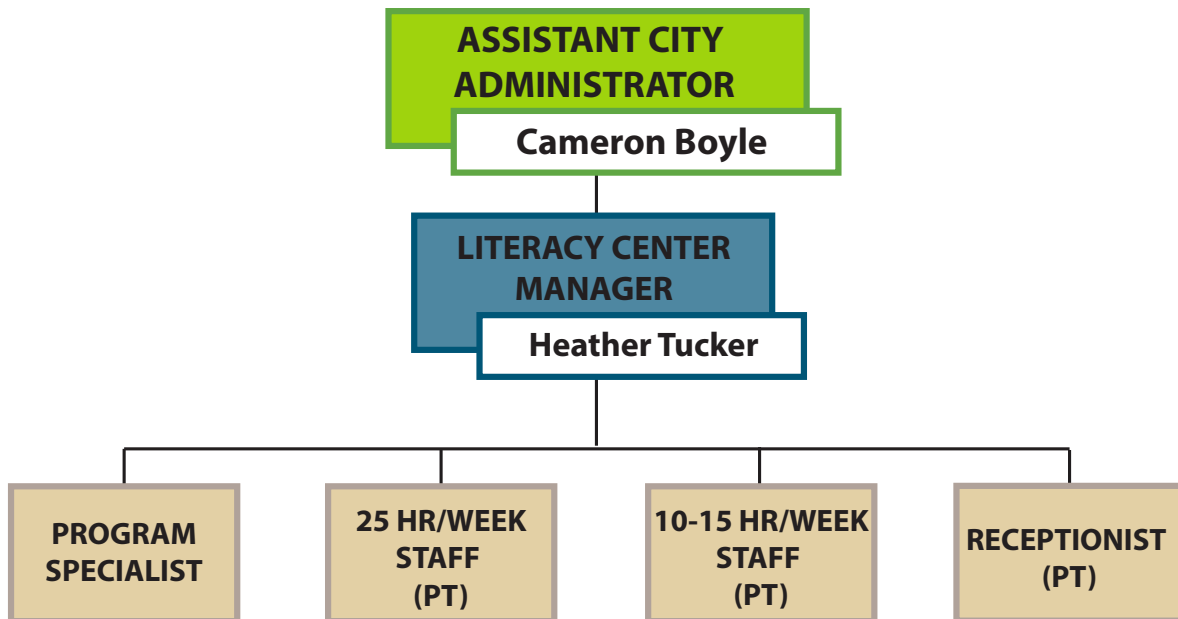 ASSISTANT CITY
ADMINISTRATOR
Cameron Boyle
LITERACY CENTER
MANAGER
Heather Tucker
PROGRAM
SPECIALIST
25 HR/WEEK
STAFF
(PT)
10-15 HR/WEEK
STAFF
(PT)
RECEPTIONIST
(PT)